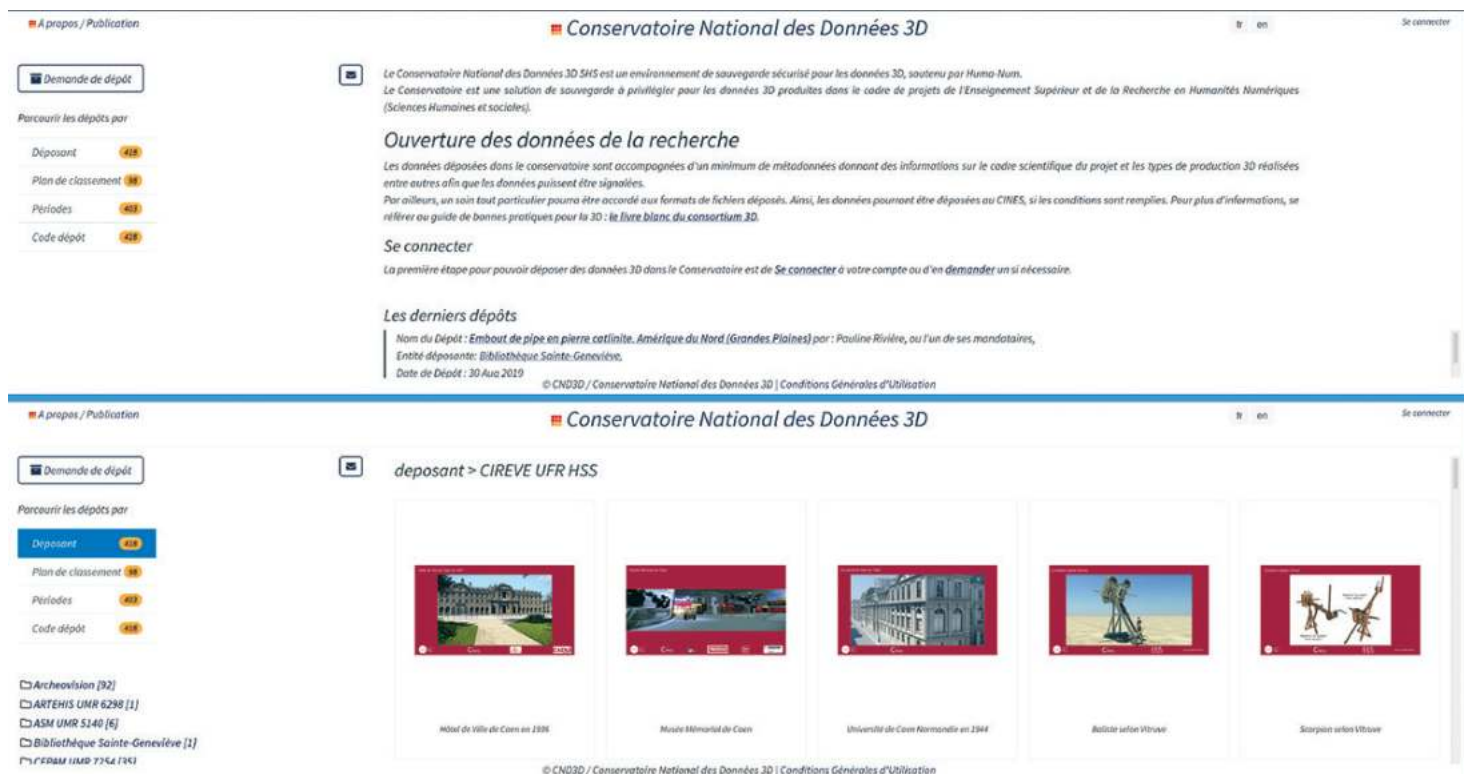 A propos / Publication
Conservatoire National des Données 3D
fr en
Se connecter
Demande de dépôt
Le Conservatoire National des Données 3D SHS est un environnement de sauvegarde sécurisé pour les données 3D, soutenu par Huma-Num.
Le Conservatoire est une solution de sauvegarde à privilégier pour les données 3D produites dans le cadre de projets de l'Enseignement Supérieur et de la Recherche en Humanités Numériques
(Sciences Humaines et sociales).
Parcourir les dépôts par
Déposant 418
Plan de classement 98
Périodes 403
Code dépôt 418
Ouverture des données de la recherche
Les données déposées dans le conservatoire sont accompagnées d'un minimum de métadonnées donnant des informations sur le cadre scientifique du projet et les types de production 3D réalisées
entre autres afin que les données puissent être signalées.
Par ailleurs, un soin tout particulier pourra être accordé aux formats de fichiers déposés. Ainsi, les données pourront être déposées au CINES, si les conditions sont remplies. Pour plus d'informations, se
référer au guide de bonnes pratiques pour la 3D : le livre blanc du consortium 3D.
Se connecter
La première étape pour pouvoir déposer des données 3D dans le Conservatoire est de Se connecter à votre compte ou d'en demander un si nécessaire.
Les derniers dépôts
Nom du Dépôt : Embout de pipe en pierre catlinite. Amérique du Nord (Grandes Plaines) par : Pauline Rivière, ou l'un de ses mandataires,
Entité déposante: Bibliothèque Sainte-Geneviève,
Date de Dépôt : 30 Aug 2019
© CND3D / Conservatoire National des Données 3D | Conditions Générales d'Utilisation
A propos / Publication
Conservatoire National des Données 3D
fr en
Se connecter
Demande de dépôt
deposant > CIREVE UFR HSS
Parcourir les dépôts par
Déposant 418
Plan de classement 98
Périodes 403
Code dépôt 418
Archeovision [92]
ARTEHIS UMR 6298 [1]
ASM UMR 5140 [6]
Bibliothèque Sainte-Geneviève [1]
CEPAM UMR 7254 [35]
Hôtel de Ville de Caen en 1936
Musée Mémorial de Caen
Université de Caen Normandie en 1944
Baliste selon Vitruve
Scorpion selon Vitruve
© CND3D / Conservatoire National des Données 3D | Conditions Générales d'Utilisation